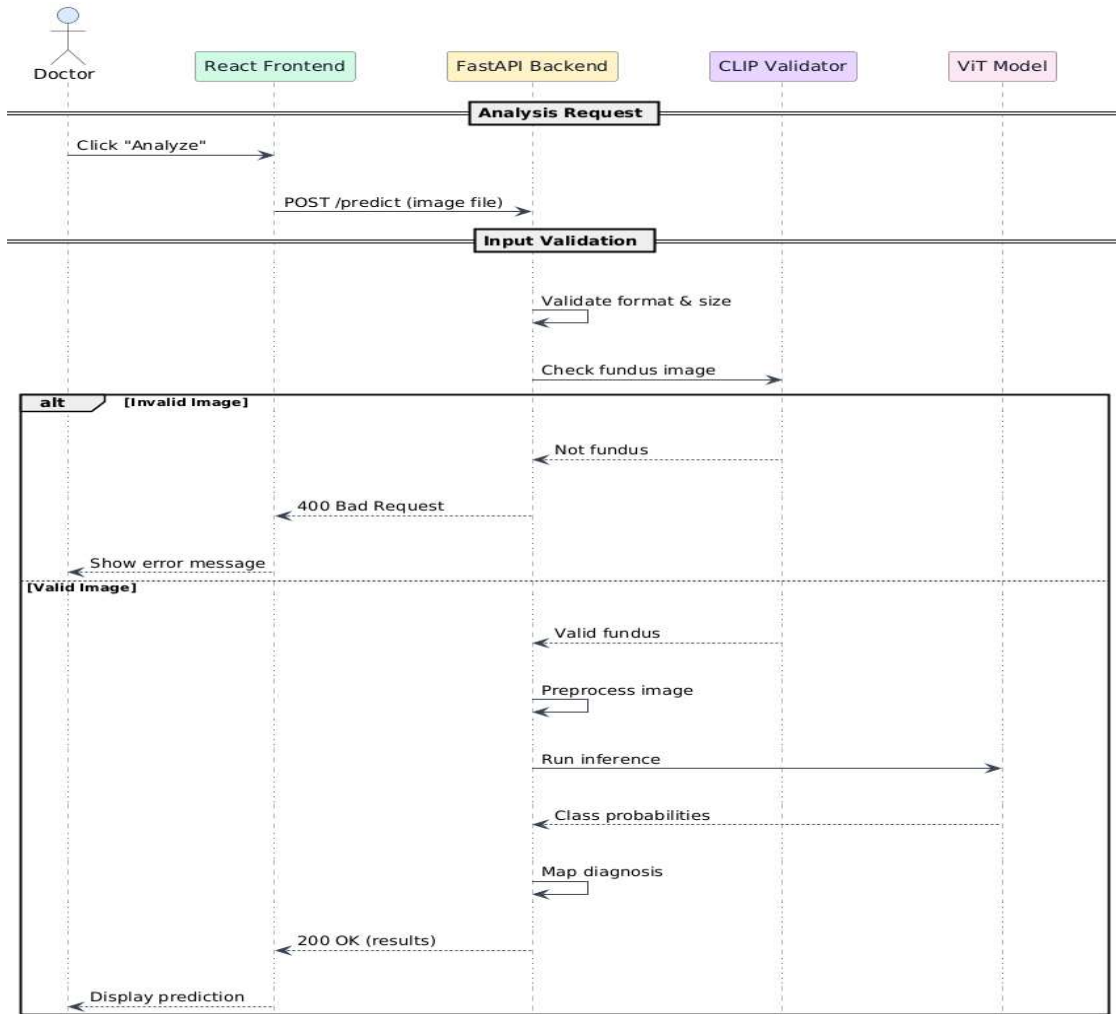 Doctor
React Frontend
FastAPI Backend
CLIP Validator
ViT Model
Analysis Request
Click "Analyze"
POST /predict (image file)
Input Validation
Validate format & size
Check fundus image
alt
[Invalid Image]
Not fundus
400 Bad Request
Show error message
[Valid Image]
Valid fundus
Preprocess image
Run inference
Class probabilities
Map diagnosis
200 OK (results)
Display prediction